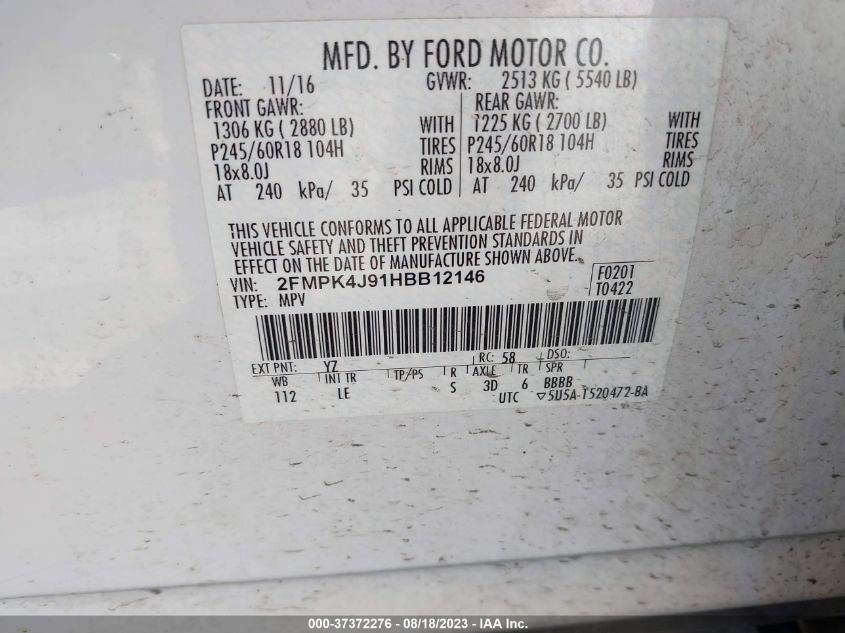 MFD. BY FORD MOTOR CO.
DATE: 11/16 GVWR: 2513 KG ( 5540 LB)
FRONT GAWR: REAR GAWR:
1306 KG ( 2880 LB) WITH 1225 KG ( 2700 LB) WITH
P245/60R18 104H TIRES P245/60R18 104H TIRES
18x8.0J RIMS 18x8.0J RIMS
AT 240 kPa/ 35 PSI COLD AT 240 kPa/ 35 PSI COLD
THIS VEHICLE CONFORMS TO ALL APPLICABLE FEDERAL MOTOR
VEHICLE SAFETY AND THEFT PREVENTION STANDARDS IN
EFFECT ON THE DATE OF MANUFACTURE SHOWN ABOVE.
VIN: 2FMPK4J91HBB12146 F0201
TYPE: MPV T0422
EXT PNT: YZ RC: 58 DSO:
WB INT TR TP/PS R AXLE TR SPR
112 LE S 3D 6 BBBB
UTC ▽5U5A-1520472-BA
000-37372276 - 08/18/2023 - IAA Inc.